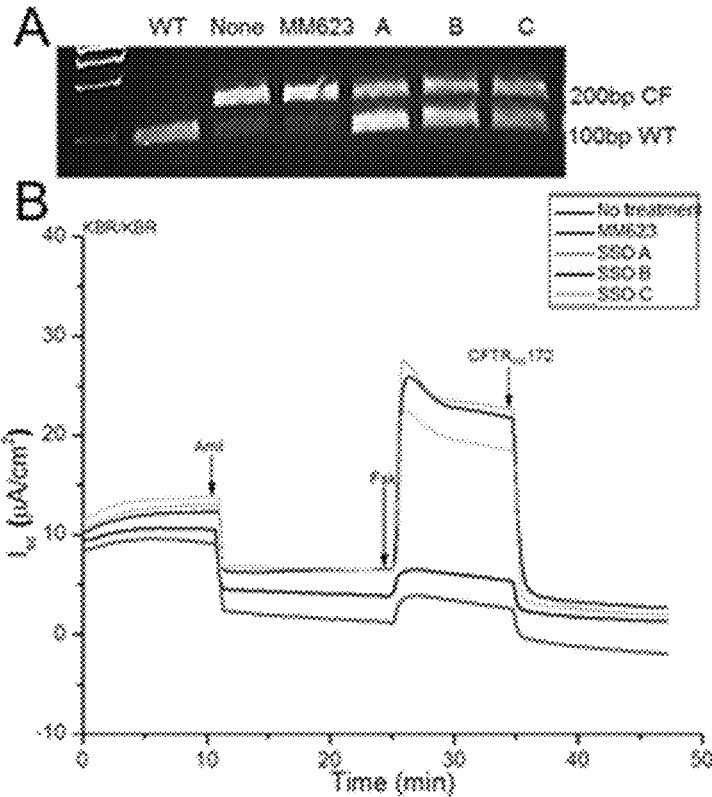 A
WT None MM623 A B C
200bp CF
100bp WT
B
KBR/KBR
No treatment
MM623
SSO A
SSO B
SSO C
40
30
20
10
0
-10
Isc (µA/cm²)
Amil
CFTRinh172
0 10 20 30 40 50
Time (min)